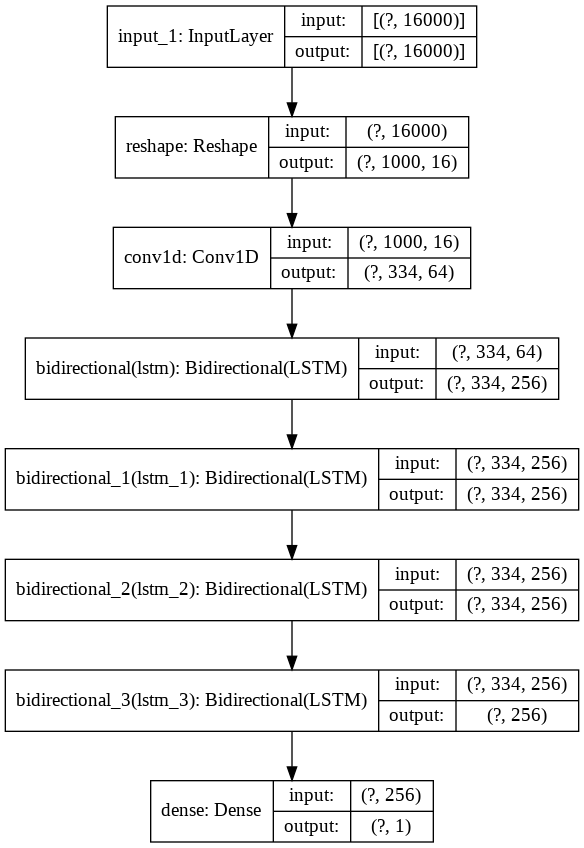 input_1: InputLayer
input: [(?, 16000)]
output: [(?, 16000)]
reshape: Reshape
input: (?, 16000)
output: (?, 1000, 16)
conv1d: Conv1D
input: (?, 1000, 16)
output: (?, 334, 64)
bidirectional(lstm): Bidirectional(LSTM)
input: (?, 334, 64)
output: (?, 334, 256)
bidirectional_1(lstm_1): Bidirectional(LSTM)
input: (?, 334, 256)
output: (?, 334, 256)
bidirectional_2(lstm_2): Bidirectional(LSTM)
input: (?, 334, 256)
output: (?, 334, 256)
bidirectional_3(lstm_3): Bidirectional(LSTM)
input: (?, 334, 256)
output: (?, 256)
dense: Dense
input: (?, 256)
output: (?, 1)